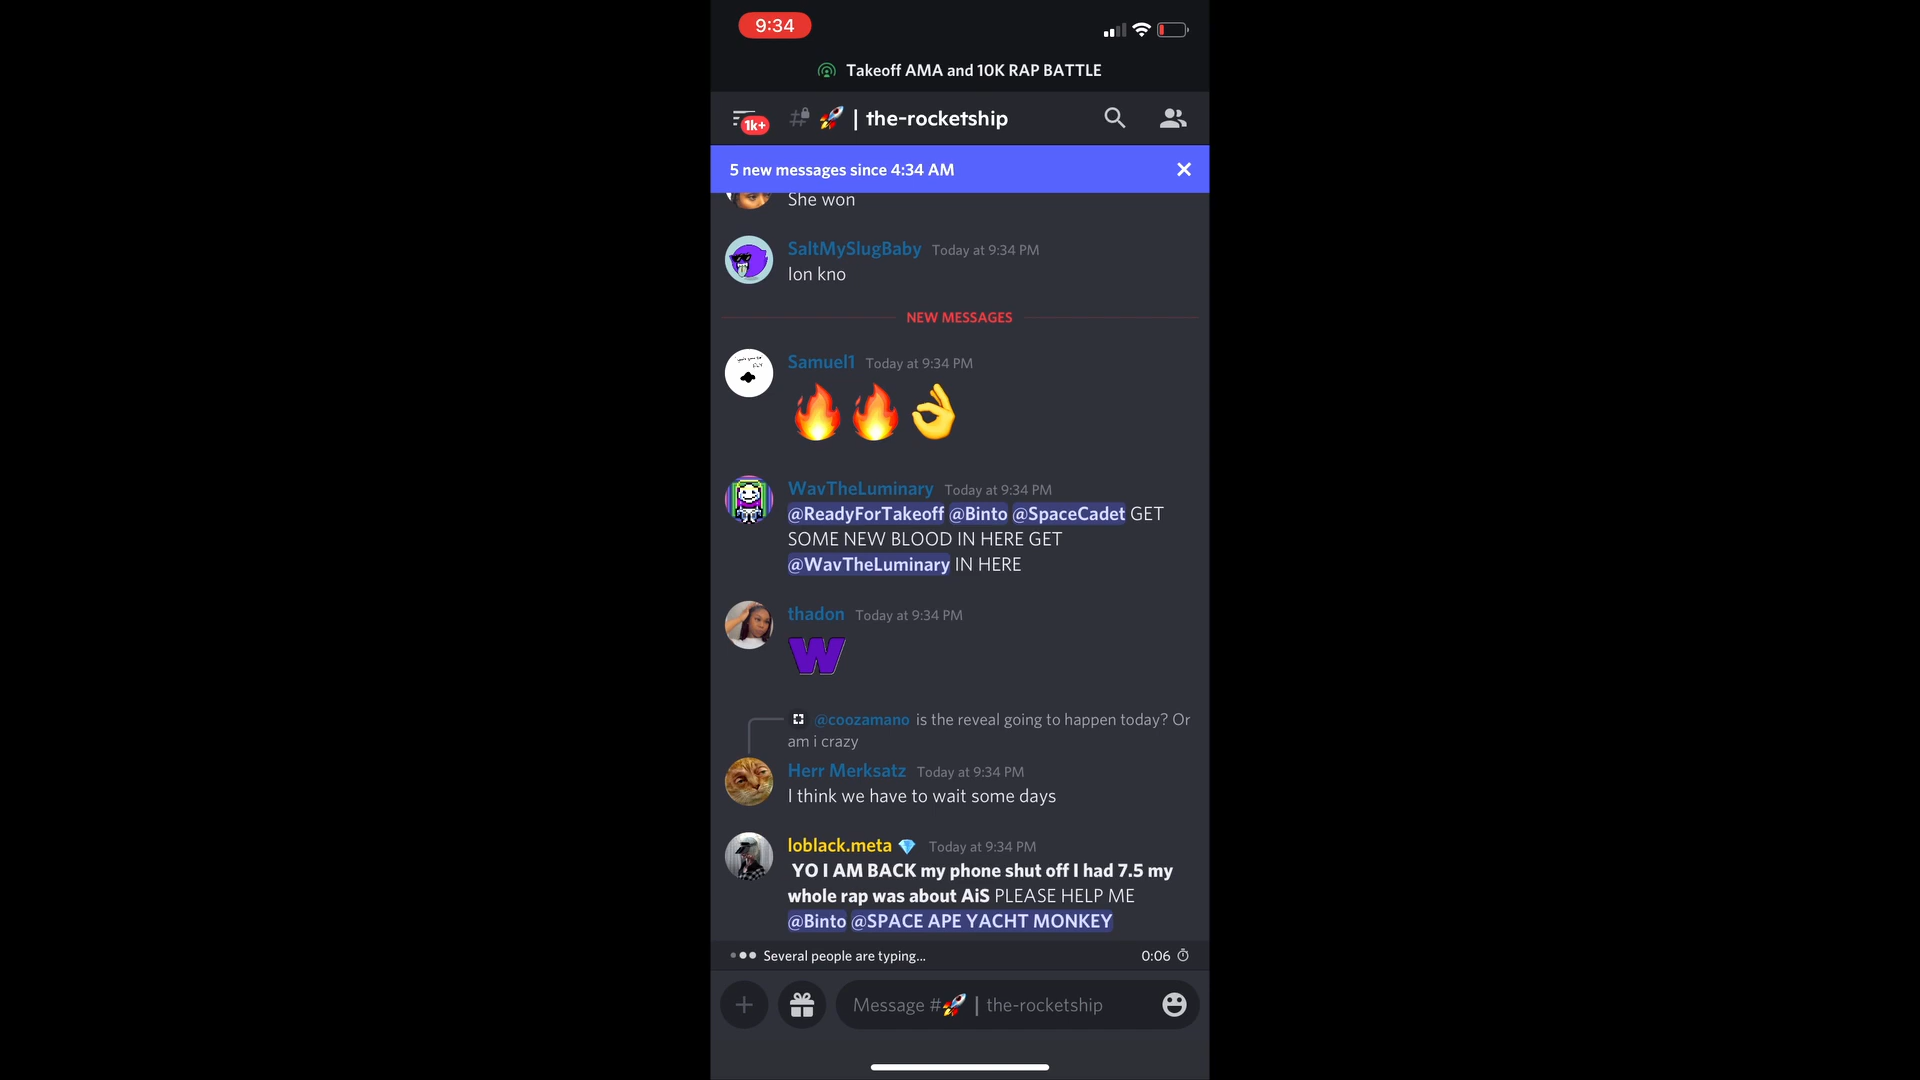 9:34
Takeoff AMA and 10K RAP BATTLE
1k+
🚀 | the-rocketship
5 new messages since 4:34 AM
She won
SaltMySlugBaby Today at 9:34 PM
Ion kno
NEW MESSAGES
Samuel1 Today at 9:34 PM
🔥🔥👌
WavTheLuminary Today at 9:34 PM
@ReadyForTakeoff @Binto @SpaceCadet GET
SOME NEW BLOOD IN HERE GET
@WavTheLuminary IN HERE
thadon Today at 9:34 PM
W
@coozamano is the reveal going to happen today? Or
am i crazy
Herr Merksatz Today at 9:34 PM
I think we have to wait some days
loblack.meta 💎 Today at 9:34 PM
YO I AM BACK my phone shut off I had 7.5 my
whole rap was about AiS PLEASE HELP ME
@Binto @SPACE APE YACHT MONKEY
Several people are typing... 0:06
Message #🚀 | the-rocketship